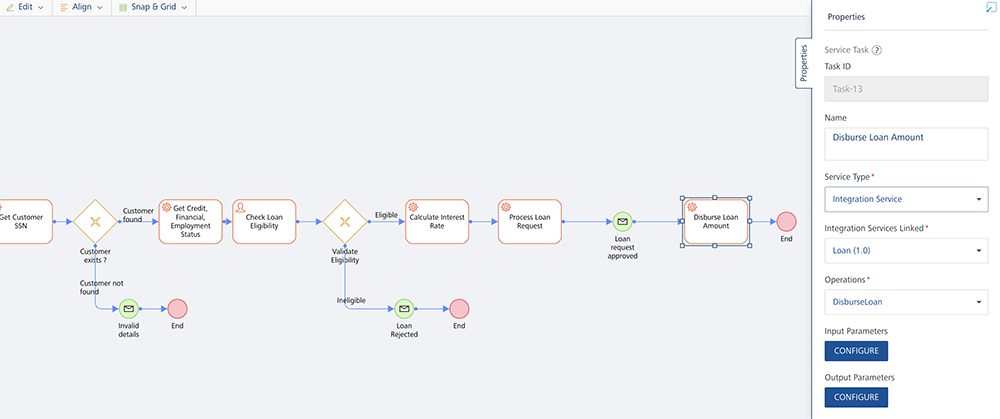 Edit
Align
Snap & Grid
Properties
Properties
Service Task ?
Task ID
Task-13
Name
Disburse Loan Amount
Service Type*
Integration Service
Integration Services Linked*
Loan (1.0)
Operations*
DisburseLoan
Input Parameters
CONFIGURE
Output Parameters
CONFIGURE
Get Customer
SSN
Customer
exists ?
Customer
found
Get Credit,
Financial,
Employment
Status
Check Loan
Eligibility
Validate
Eligibility
Eligible
Calculate Interest
Rate
Process Loan
Request
Loan
request
approved
Disburse Loan
Amount
End
Customer not
found
Invalid
details
End
Ineligible
Loan
Rejected
End